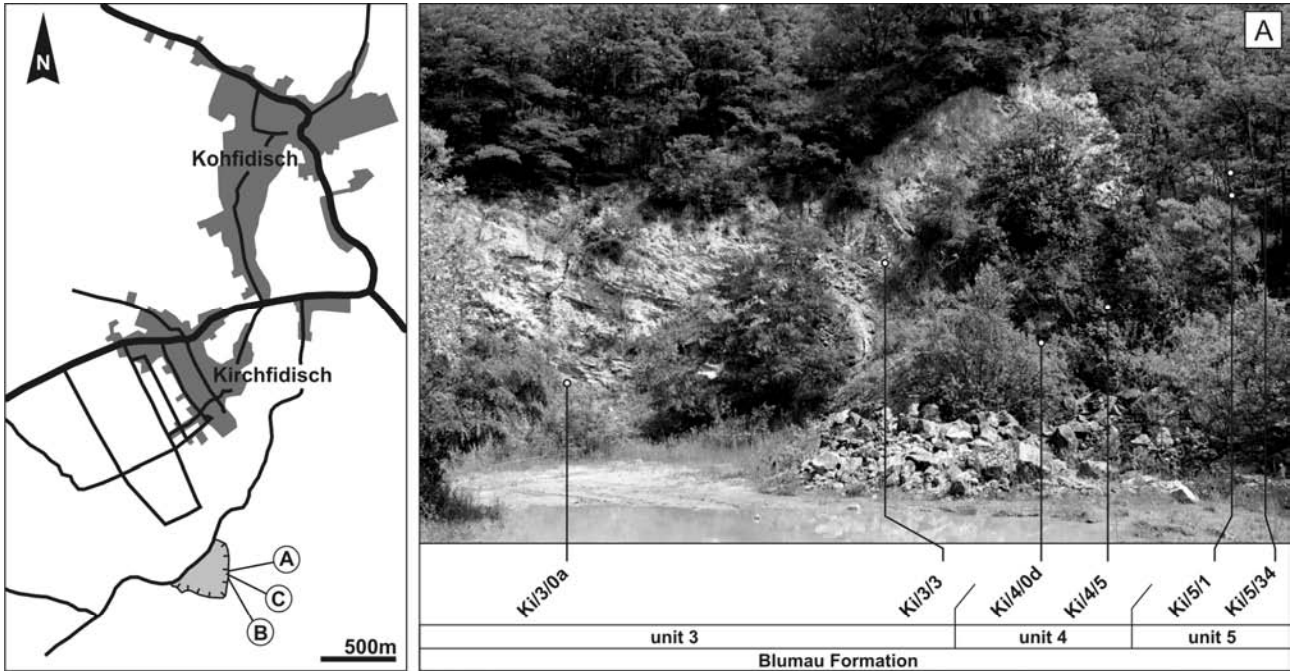 N
Kohfidisch
Kirchfidisch
A
C
B
500m
A
Ki/3/0a
Ki/3/3
Ki/4/0d
Ki/4/5
Ki/5/1
Ki/5/34
unit 3
unit 4
unit 5
Blumau Formation